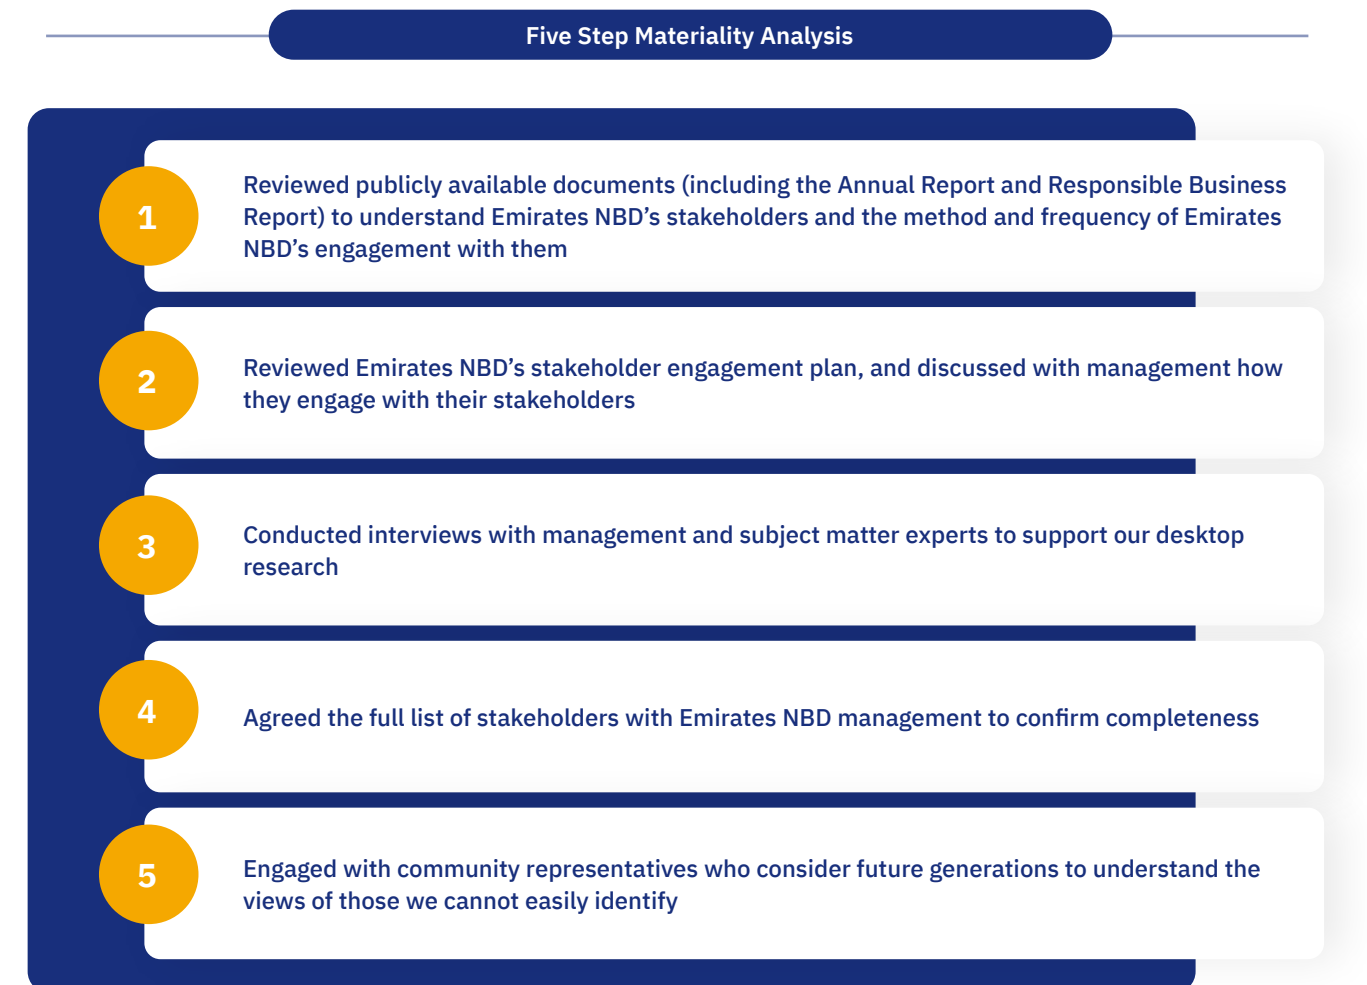 Five Step Materiality Analysis
1
Reviewed publicly available documents (including the Annual Report and Responsible Business
Report) to understand Emirates NBD’s stakeholders and the method and frequency of Emirates
NBD’s engagement with them
2
Reviewed Emirates NBD’s stakeholder engagement plan, and discussed with management how
they engage with their stakeholders
3
Conducted interviews with management and subject matter experts to support our desktop
research
4
Agreed the full list of stakeholders with Emirates NBD management to confirm completeness
5
Engaged with community representatives who consider future generations to understand the
views of those we cannot easily identify